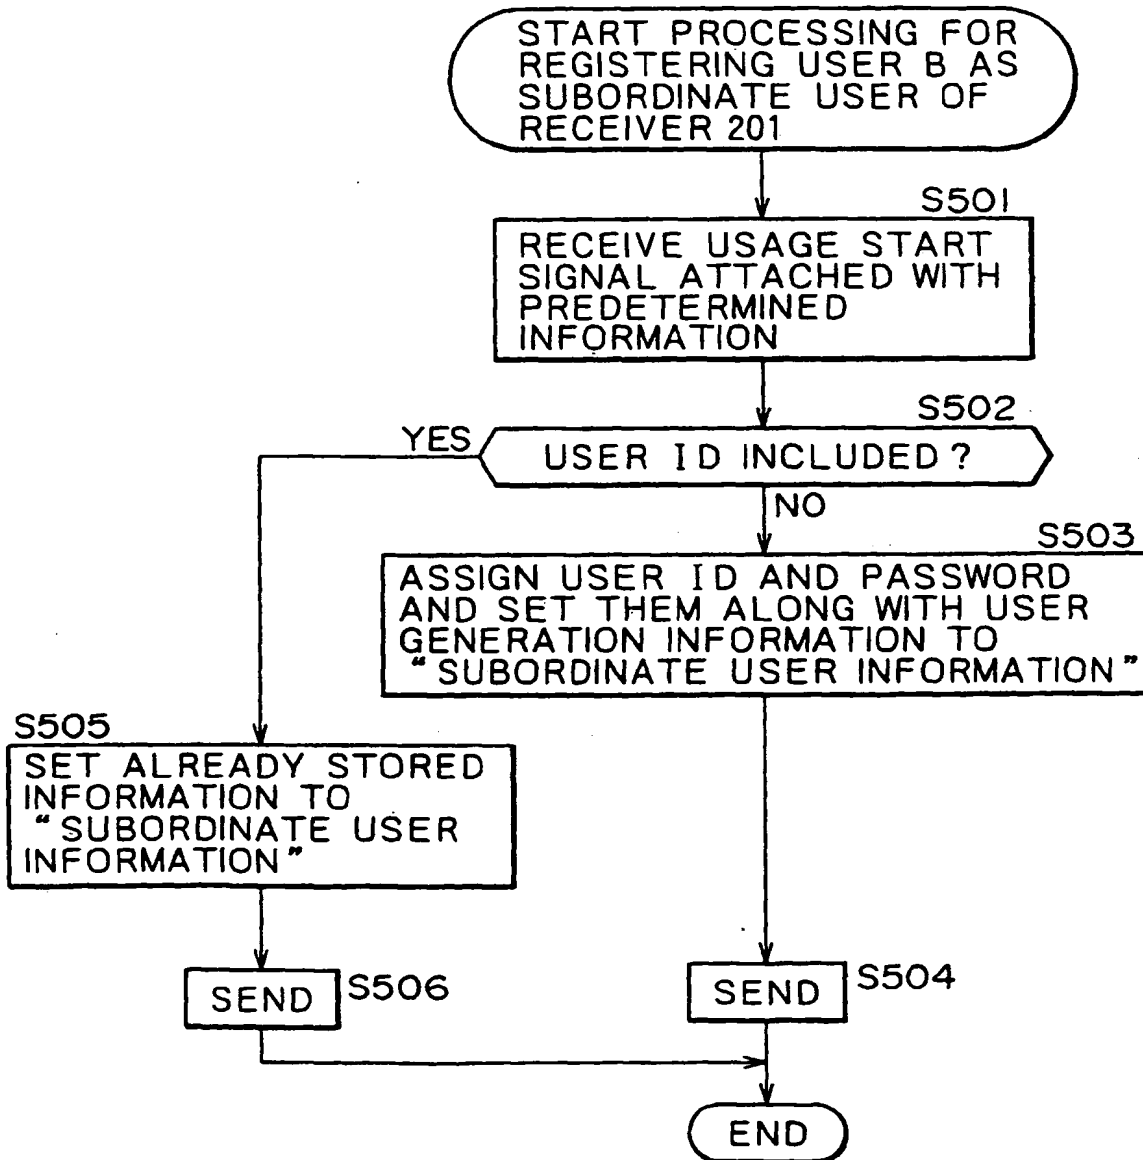 START PROCESSING FOR
REGISTERING USER B AS
SUBORDINATE USER OF
RECEIVER 201
S501
RECEIVE USAGE START
SIGNAL ATTACHED WITH
PREDETERMINED
INFORMATION
S502
YES
USER ID INCLUDED?
NO
S503
ASSIGN USER ID AND PASSWORD
AND SET THEM ALONG WITH USER
GENERATION INFORMATION TO
"SUBORDINATE USER INFORMATION"
S505
SET ALREADY STORED
INFORMATION TO
"SUBORDINATE USER
INFORMATION"
SEND
S506
SEND
S504
END